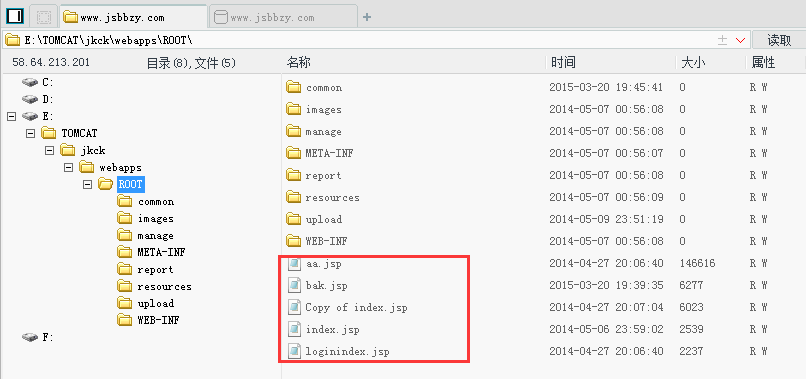 www.jsbbzy.com www.jsbbzy.com
E:\TOMCAT\jkck\webapps\ROOT\ 读取
58.64.213.201 目录(8),文件(5) 名称 时间 大小 属性
C:
D:
E:
TOMCAT
jkck
webapps
ROOT
common
images
manage
META-INF
report
resources
upload
WEB-INF
F:
common 2015-03-20 19:45:41 0 R W
images 2014-05-07 00:56:08 0 R W
manage 2014-05-07 00:56:08 0 R W
META-INF 2014-05-07 00:56:07 0 R W
report 2014-05-07 00:56:08 0 R W
resources 2014-05-07 00:56:09 0 R W
upload 2014-05-09 23:51:19 0 R W
WEB-INF 2014-05-07 00:56:08 0 R W
aa.jsp 2014-04-27 20:06:40 146616 R W
bak.jsp 2015-03-20 19:39:35 6277 R W
Copy of index.jsp 2014-04-27 20:07:04 6023 R W
index.jsp 2014-05-06 23:59:02 2539 R W
loginindex.jsp 2014-04-27 20:06:40 2237 R W